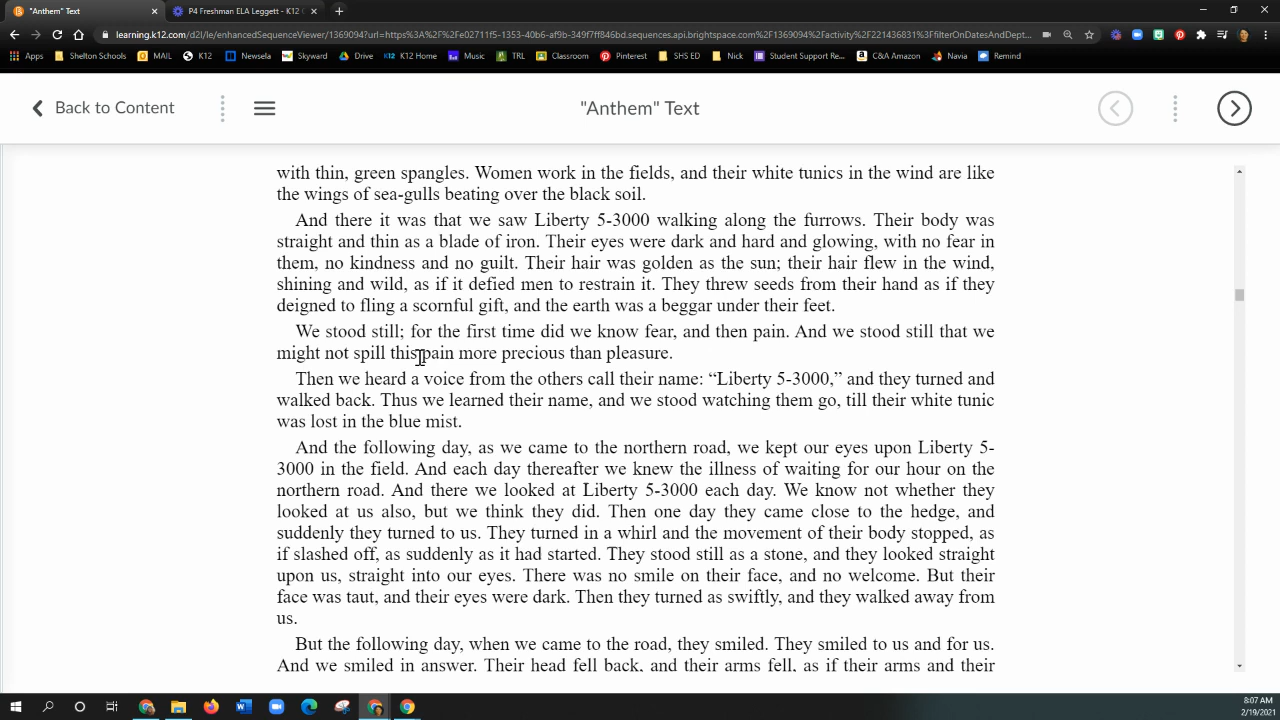 "Anthem" Text
P4 Freshman ELA Leggett - K12
learning.k12.com/d2l/le/enhancedSequenceViewer/1369094?url=https%3A%2F%2Fe02711f5-1353-40b6-af9b-349f7ff846bd.sequences.api.brightspace.com%2F1369094%2Factivity%2F221436831%3FfilterOnDatesAndDept...
Apps Shelton Schools MAIL K12 Newsela Skyward Drive K12 Home Music TRL Classroom Pinterest SHS ED Nick Student Support Re... C&A Amazon Navia Remind
Back to Content
"Anthem" Text
with thin, green spangles. Women work in the fields, and their white tunics in the wind are like
the wings of sea-gulls beating over the black soil.
And there it was that we saw Liberty 5-3000 walking along the furrows. Their body was
straight and thin as a blade of iron. Their eyes were dark and hard and glowing, with no fear in
them, no kindness and no guilt. Their hair was golden as the sun; their hair flew in the wind,
shining and wild, as if it defied men to restrain it. They threw seeds from their hand as if they
deigned to fling a scornful gift, and the earth was a beggar under their feet.
We stood still; for the first time did we know fear, and then pain. And we stood still that we
might not spill this pain more precious than pleasure.
Then we heard a voice from the others call their name: “Liberty 5-3000,” and they turned and
walked back. Thus we learned their name, and we stood watching them go, till their white tunic
was lost in the blue mist.
And the following day, as we came to the northern road, we kept our eyes upon Liberty 5-
3000 in the field. And each day thereafter we knew the illness of waiting for our hour on the
northern road. And there we looked at Liberty 5-3000 each day. We know not whether they
looked at us also, but we think they did. Then one day they came close to the hedge, and
suddenly they turned to us. They turned in a whirl and the movement of their body stopped, as
if slashed off, as suddenly as it had started. They stood still as a stone, and they looked straight
upon us, straight into our eyes. There was no smile on their face, and no welcome. But their
face was taut, and their eyes were dark. Then they turned as swiftly, and they walked away from
us.
But the following day, when we came to the road, they smiled. They smiled to us and for us.
And we smiled in answer. Their head fell back, and their arms fell, as if their arms and their
8:07 AM
2/19/2021